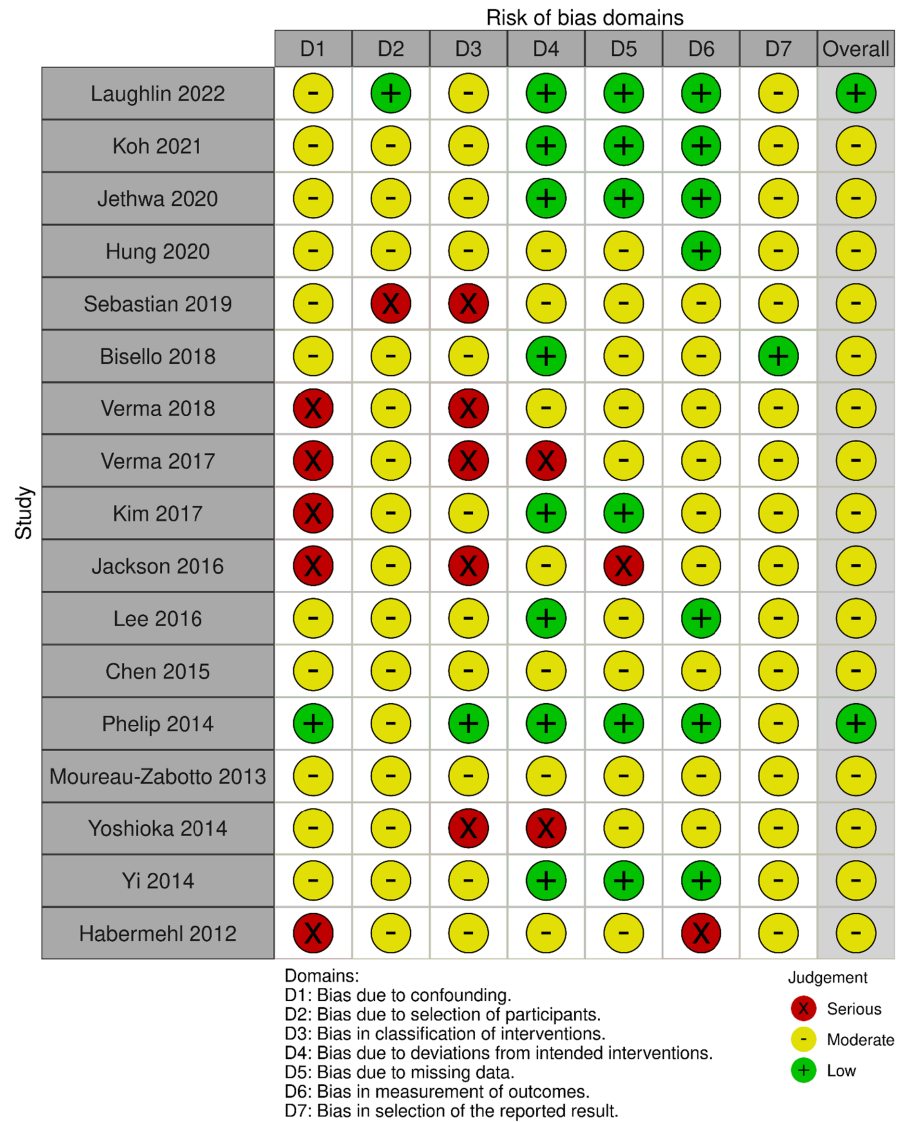 Risk of bias domains
D1 D2 D3 D4 D5 D6 D7 Overall
Study
Laughlin 2022 - + - + + + - +
Koh 2021 - - - + + + - -
Jethwa 2020 - - - + + + - -
Hung 2020 - - - - - + - -
Sebastian 2019 - X X - - - - -
Bisello 2018 - - - + - - + -
Verma 2018 X - X - - - - -
Verma 2017 X - X X - - - -
Kim 2017 X - - + + - - -
Jackson 2016 X - X - X - - -
Lee 2016 - - - + - + - -
Chen 2015 - - - - - - - -
Phelip 2014 + - + + + + - +
Moureau-Zabotto 2013 - - - - - - - -
Yoshioka 2014 - - X X - - - -
Yi 2014 - - - + + + - -
Habermehl 2012 X - - - - X - -
Domains:
D1: Bias due to confounding.
D2: Bias due to selection of participants.
D3: Bias in classification of interventions.
D4: Bias due to deviations from intended interventions.
D5: Bias due to missing data.
D6: Bias in measurement of outcomes.
D7: Bias in selection of the reported result.
Judgement
X Serious
- Moderate
+ Low